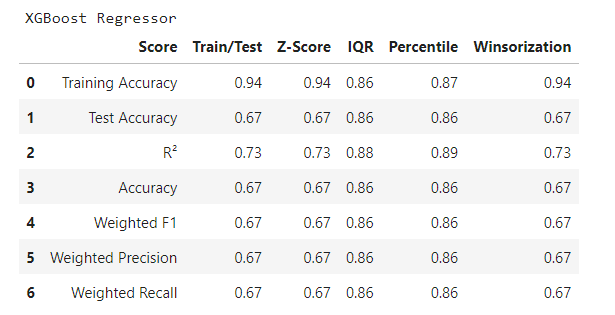 XGBoost Regressor
Score Train/Test Z-Score IQR Percentile Winsorization
0 Training Accuracy 0.94 0.94 0.86 0.87 0.94
1 Test Accuracy 0.67 0.67 0.86 0.86 0.67
2 R² 0.73 0.73 0.88 0.89 0.73
3 Accuracy 0.67 0.67 0.86 0.86 0.67
4 Weighted F1 0.67 0.67 0.86 0.86 0.67
5 Weighted Precision 0.67 0.67 0.86 0.86 0.67
6 Weighted Recall 0.67 0.67 0.86 0.86 0.67